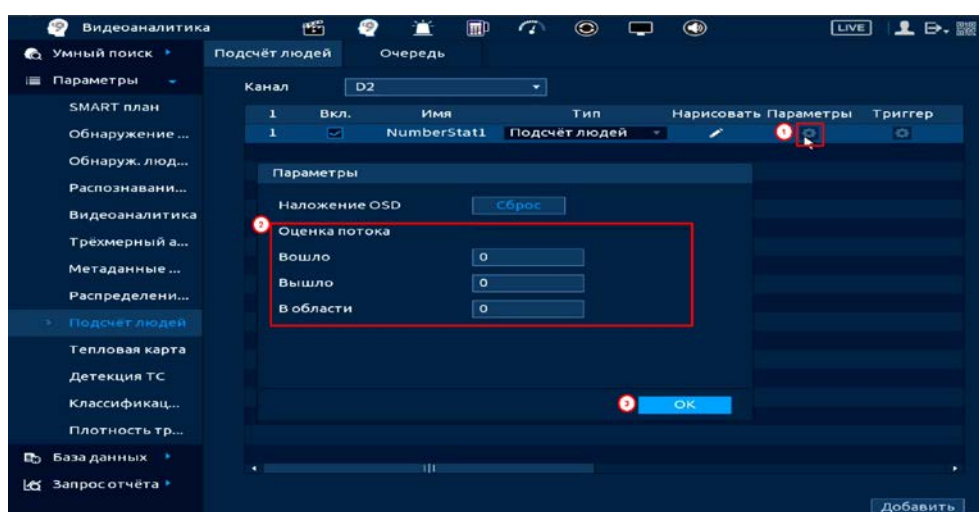 Видеоаналитика
LIVE
Умный поиск
Подсчёт людей Очередь
Параметры
Канал D2
SMART план
1 Вкл. Имя Тип Нарисовать Параметры Триггер
Обнаружение ...
1 NumberStat1 Подсчёт людей
1
Обнаруж. люд...
Параметры
Распознавани...
Наложение OSD Сброс
Видеоаналитика
2
Оценка потока
Трёхмерный а...
Вошло 0
Метаданные ...
Вышло 0
Распределени...
В области 0
Подсчёт людей
Тепловая карта
Детекция ТС
Классификац...
3
OK
Плотность тр...
База данных
Запрос отчёта
Добавить